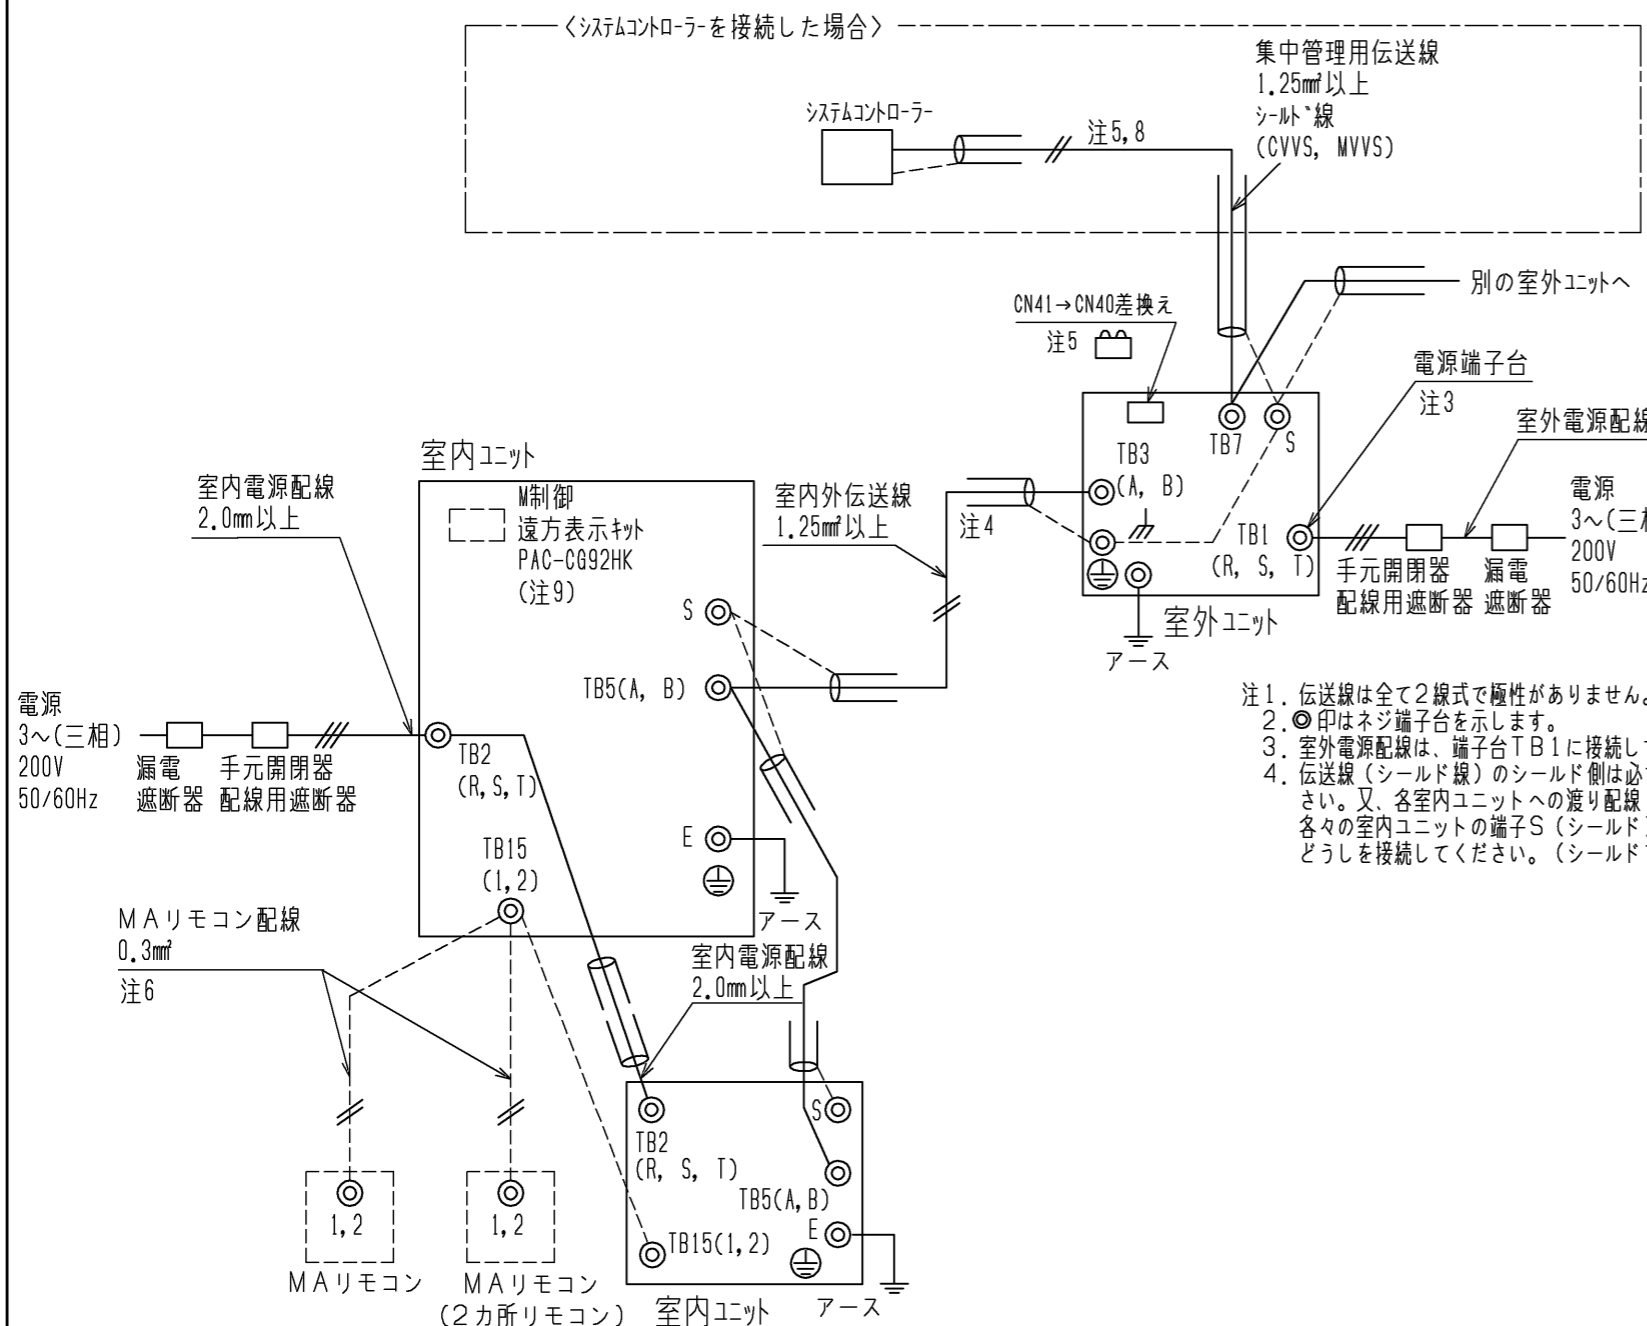 〈システムコントローラーを接続した場合〉
集中管理用伝送線
1.25㎟以上
シールド線
(CVVS, MVVS)
システムコントローラー
注5,8
別の室外ユニットへ
CN41→CN40差換え
注5
電源端子台
注3
室外電源配線
TB7
S
TB3
(A, B)
TB1
(R, S, T)
電源
3～(三相
200V
50/60Hz
手元開閉器
配線用遮断器
漏電
遮断器
室外ユニット
アース
室内ユニット
室内電源配線
2.0mm以上
M制御
遠方表示キット
PAC-CG92HK
(注9)
室内外伝送線
1.25㎟以上
注4
S
TB5(A, B)
電源
3～(三相)
200V
50/60Hz
漏電
遮断器
手元開閉器
配線用遮断器
TB2
(R,S,T)
E
アース
TB15
(1,2)
注1. 伝送線は全て2線式で極性がありません。
2.◎印はネジ端子台を示します。
3. 室外電源配線は、端子台TB1に接続し
4. 伝送線(シールド線)のシールド側は必
さい。又、各室内ユニットへの渡り配線
各々の室内ユニットの端子S(シールド)
どうしを接続してください。(シールド
MAリモコン配線
0.3㎟
注6
室内電源配線
2.0mm以上
TB2
(R, S, T)
S
TB5(A,B)
E
TB15(1,2)
1,2
1,2
MAリモコン
MAリモコン
(2カ所リモコン)
室内ユニット
アース